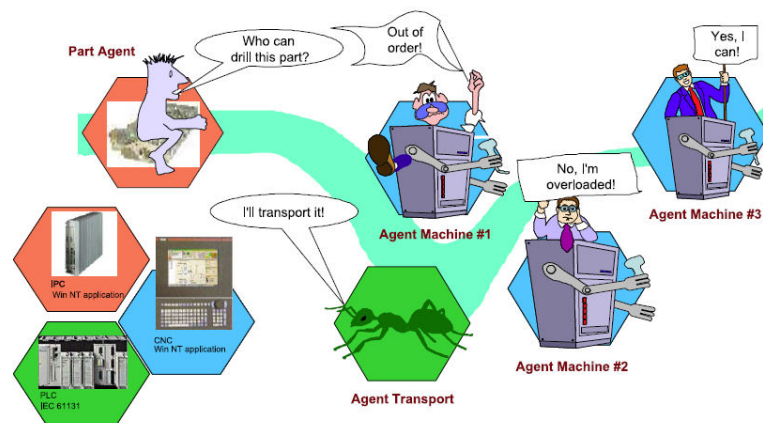 Part Agent
Who can
drill this part?
Out of
order!
Yes, I
can!
No, I'm
overloaded!
I'll transport it!
Agent Machine #1
Agent Machine #3
Agent Machine #2
Agent Transport
IPC
Win NT application
CNC
Win NT application
PLC
IEC 61131